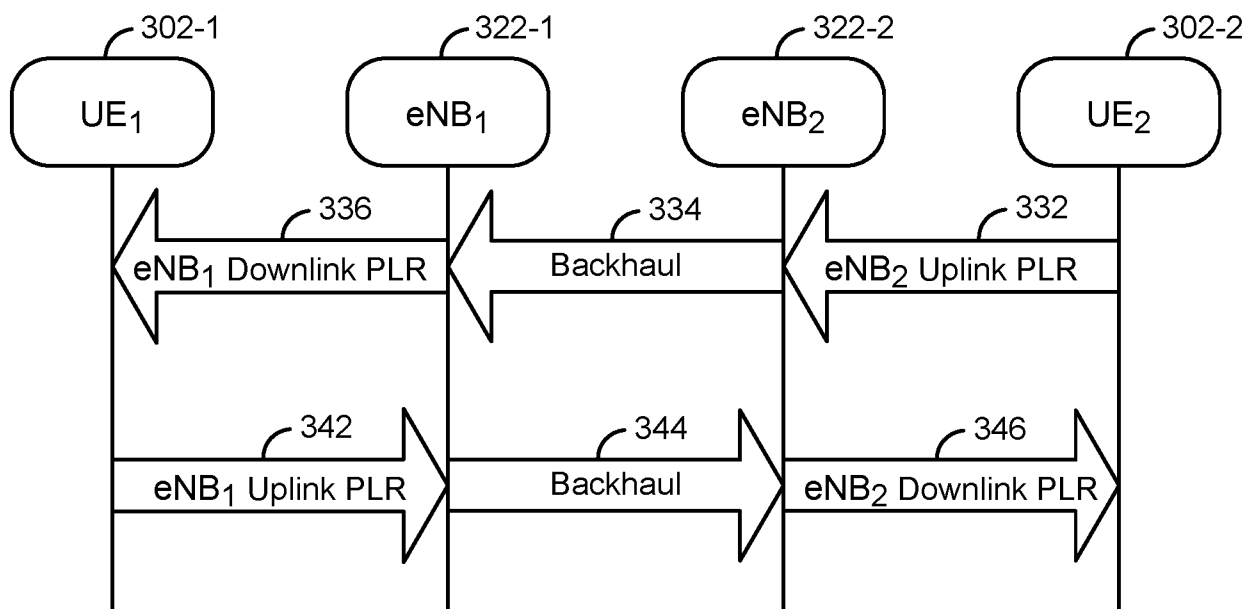 302-1
322-1
322-2
302-2
UE1
eNB1
eNB2
UE2
336
334
332
eNB1 Downlink PLR
Backhaul
eNB2 Uplink PLR
342
344
346
eNB1 Uplink PLR
Backhaul
eNB2 Downlink PLR